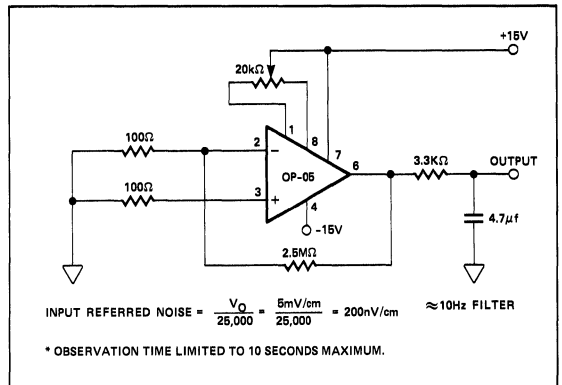 +15V
20kΩ
1
8
100Ω
2
−
7
6
3.3KΩ
OUTPUT
OP-05
100Ω
3
+
4
4.7μf
-15V
2.5MΩ
INPUT REFERRED NOISE = VO/25,000 = 5mV/cm/25,000 = 200nV/cm
≈10Hz FILTER
* OBSERVATION TIME LIMITED TO 10 SECONDS MAXIMUM.